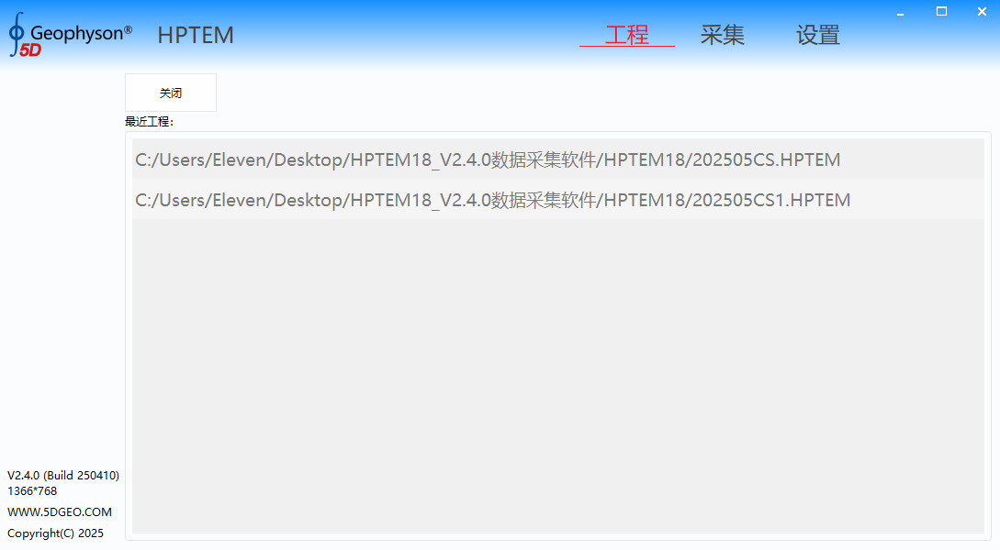 Geophyson®
5D
HPTEM
工程 采集 设置
关闭
最近工程：
C:/Users/Eleven/Desktop/HPTEM18_V2.4.0数据采集软件/HPTEM18/202505CS.HPTEM
C:/Users/Eleven/Desktop/HPTEM18_V2.4.0数据采集软件/HPTEM18/202505CS1.HPTEM
V2.4.0 (Build 250410)
1366*768
WWW.5DGEO.COM
Copyright(C) 2025